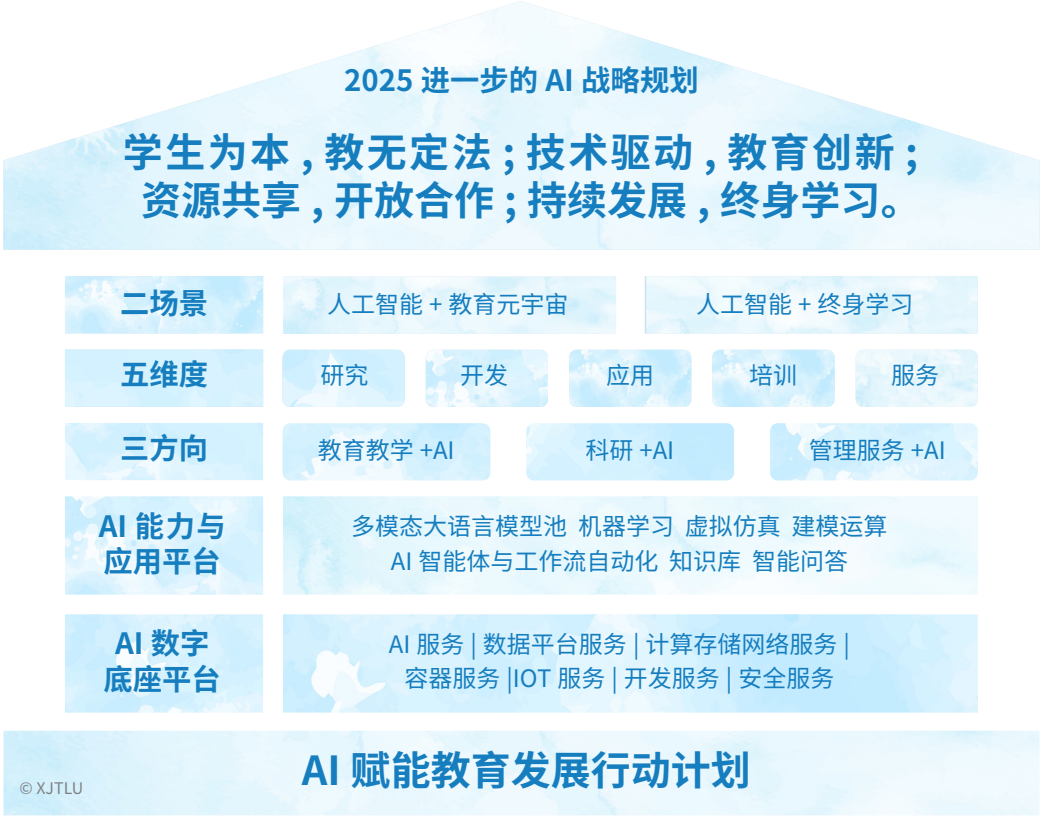 2025 进一步的 AI 战略规划
学生为本 , 教无定法 ; 技术驱动 , 教育创新 ;
资源共享 , 开放合作 ; 持续发展 , 终身学习。
二场景
人工智能 + 教育元宇宙
人工智能 + 终身学习
五维度
研究
开发
应用
培训
服务
三方向
教育教学 +AI
科研 +AI
管理服务 +AI
AI 能力与
应用平台
多模态大语言模型池 机器学习 虚拟仿真 建模运算
AI 智能体与工作流自动化 知识库 智能问答
AI 数字
底座平台
AI 服务 | 数据平台服务 | 计算存储网络服务 |
容器服务 |IOT 服务 | 开发服务 | 安全服务
AI 赋能教育发展行动计划
© XJTLU